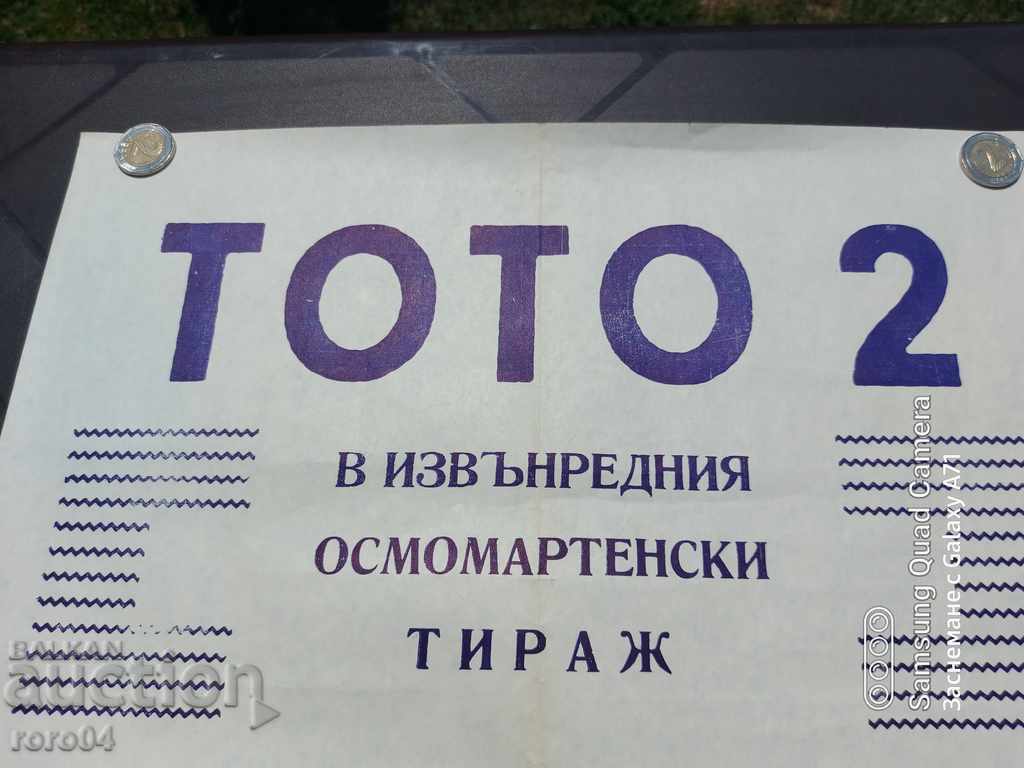 ТОТО 2
В ИЗВЪНРЕДНИЯ
ОСМОМАРТЕНСКИ
ТИРАЖ
BALKAN
auction
roro04
Samsung Quad Camera
Заснемане с Galaxy A71